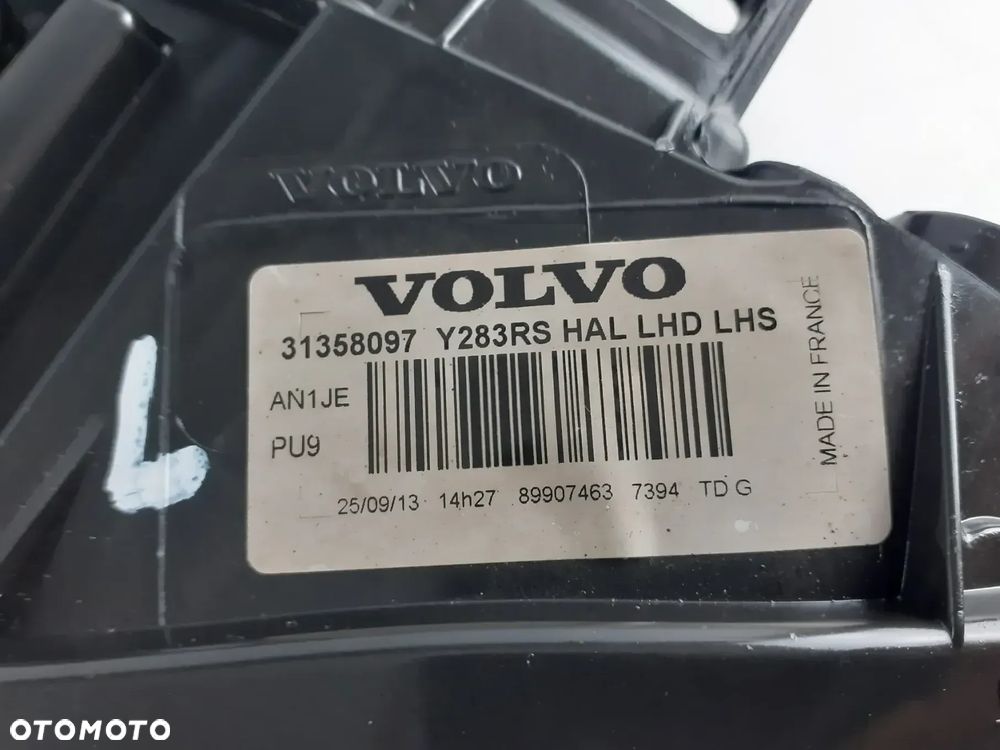 VOLVO
VOLVO
31358097 Y283RS HAL LHD LHS
AN1JE
PU9
25/09/13 14h27 89907463 7394 TD G
MADE IN FRANCE
L
OTOMOTO